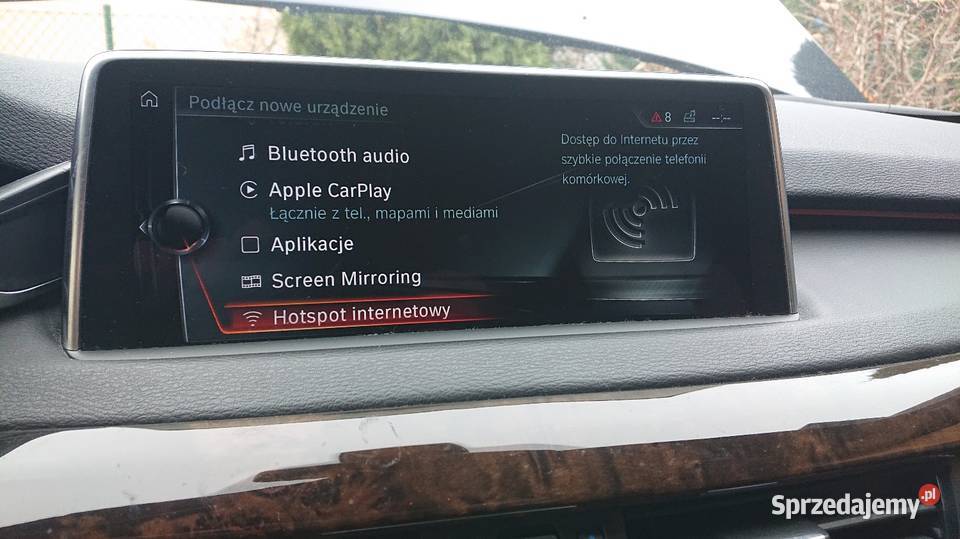 Podłącz nowe urządzenie
8 --:--
Bluetooth audio
Apple CarPlay
Łącznie z tel., mapami i mediami
Aplikacje
Screen Mirroring
Hotspot internetowy
Dostęp do Internetu przez
szybkie połączenie telefonii
komórkowej.
Sprzedajemy.pl